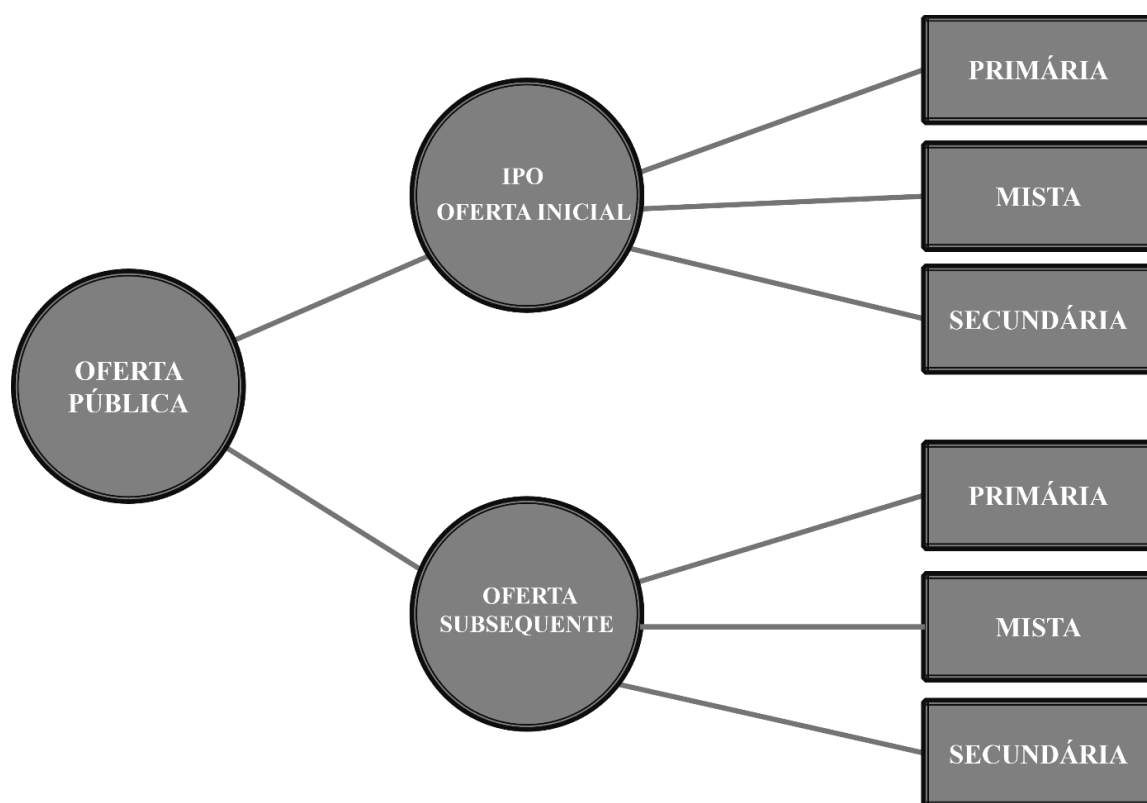 OFERTA
PÚBLICA
IPO
OFERTA INICIAL
PRIMÁRIA
MISTA
SECUNDÁRIA
OFERTA
SUBSEQUENTE
PRIMÁRIA
MISTA
SECUNDÁRIA